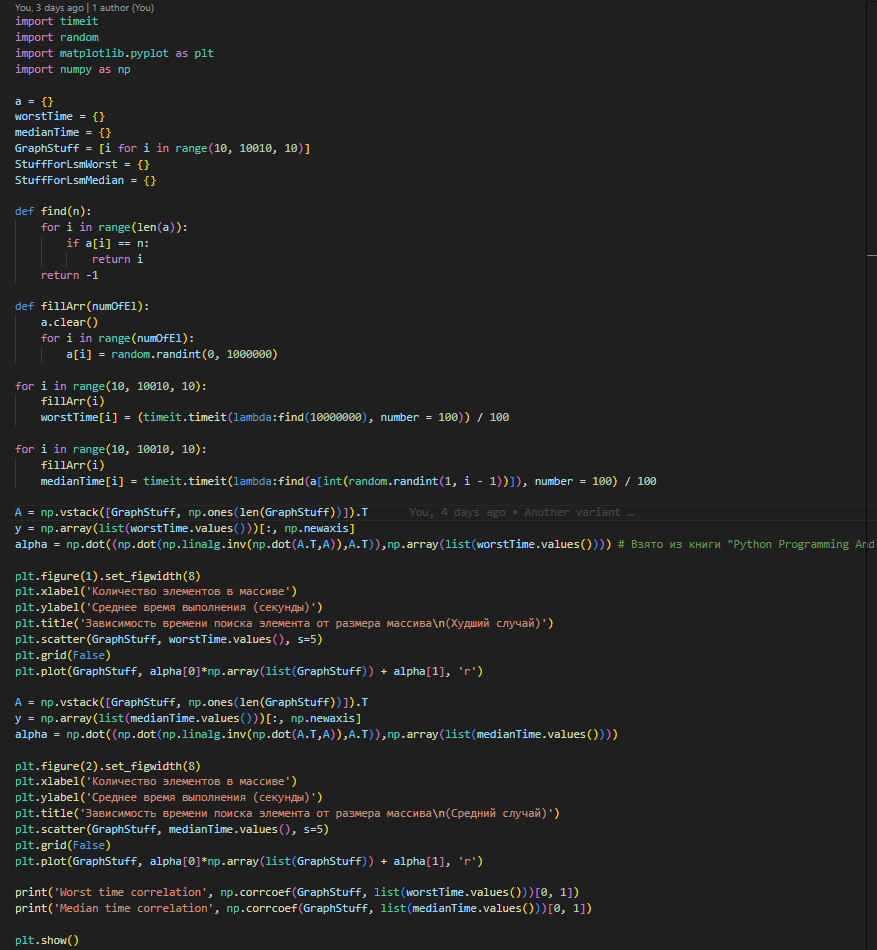 You, 3 days ago | 1 author (You)
import timeit
import random
import matplotlib.pyplot as plt
import numpy as np
a = {}
worstTime = {}
medianTime = {}
GraphStuff = [i for i in range(10, 10010, 10)]
StuffForLsmWorst = {}
StuffForLsmMedian = {}
def find(n):
    for i in range(len(a)):
        if a[i] == n:
            return i
    return -1
def fillArr(numOfEl):
    a.clear()
    for i in range(numOfEl):
        a[i] = random.randint(0, 1000000)
for i in range(10, 10010, 10):
    fillArr(i)
    worstTime[i] = (timeit.timeit(lambda:find(10000000), number = 100)) / 100
for i in range(10, 10010, 10):
    fillArr(i)
    medianTime[i] = timeit.timeit(lambda:find(a[int(random.randint(1, i - 1))]), number = 100) / 100
A = np.vstack([GraphStuff, np.ones(len(GraphStuff))]).T You, 4 days ago • Another variant …
y = np.array(list(worstTime.values()))[:, np.newaxis]
alpha = np.dot((np.dot(np.linalg.inv(np.dot(A.T,A)),A.T)),np.array(list(worstTime.values()))) # Взято из книги "Python Programming And
plt.figure(1).set_figwidth(8)
plt.xlabel('Количество элементов в массиве')
plt.ylabel('Среднее время выполнения (секунды)')
plt.title('Зависимость времени поиска элемента от размера массива\n(Худший случай)')
plt.scatter(GraphStuff, worstTime.values(), s=5)
plt.grid(False)
plt.plot(GraphStuff, alpha[0]*np.array(list(GraphStuff)) + alpha[1], 'r')
A = np.vstack([GraphStuff, np.ones(len(GraphStuff))]).T
y = np.array(list(medianTime.values()))[:, np.newaxis]
alpha = np.dot((np.dot(np.linalg.inv(np.dot(A.T,A)),A.T)),np.array(list(medianTime.values())))
plt.figure(2).set_figwidth(8)
plt.xlabel('Количество элементов в массиве')
plt.ylabel('Среднее время выполнения (секунды)')
plt.title('Зависимость времени поиска элемента от размера массива\n(Средний случай)')
plt.scatter(GraphStuff, medianTime.values(), s=5)
plt.grid(False)
plt.plot(GraphStuff, alpha[0]*np.array(list(GraphStuff)) + alpha[1], 'r')
print('Worst time correlation', np.corrcoef(GraphStuff, list(worstTime.values()))[0, 1])
print('Median time correlation', np.corrcoef(GraphStuff, list(medianTime.values()))[0, 1])
plt.show()